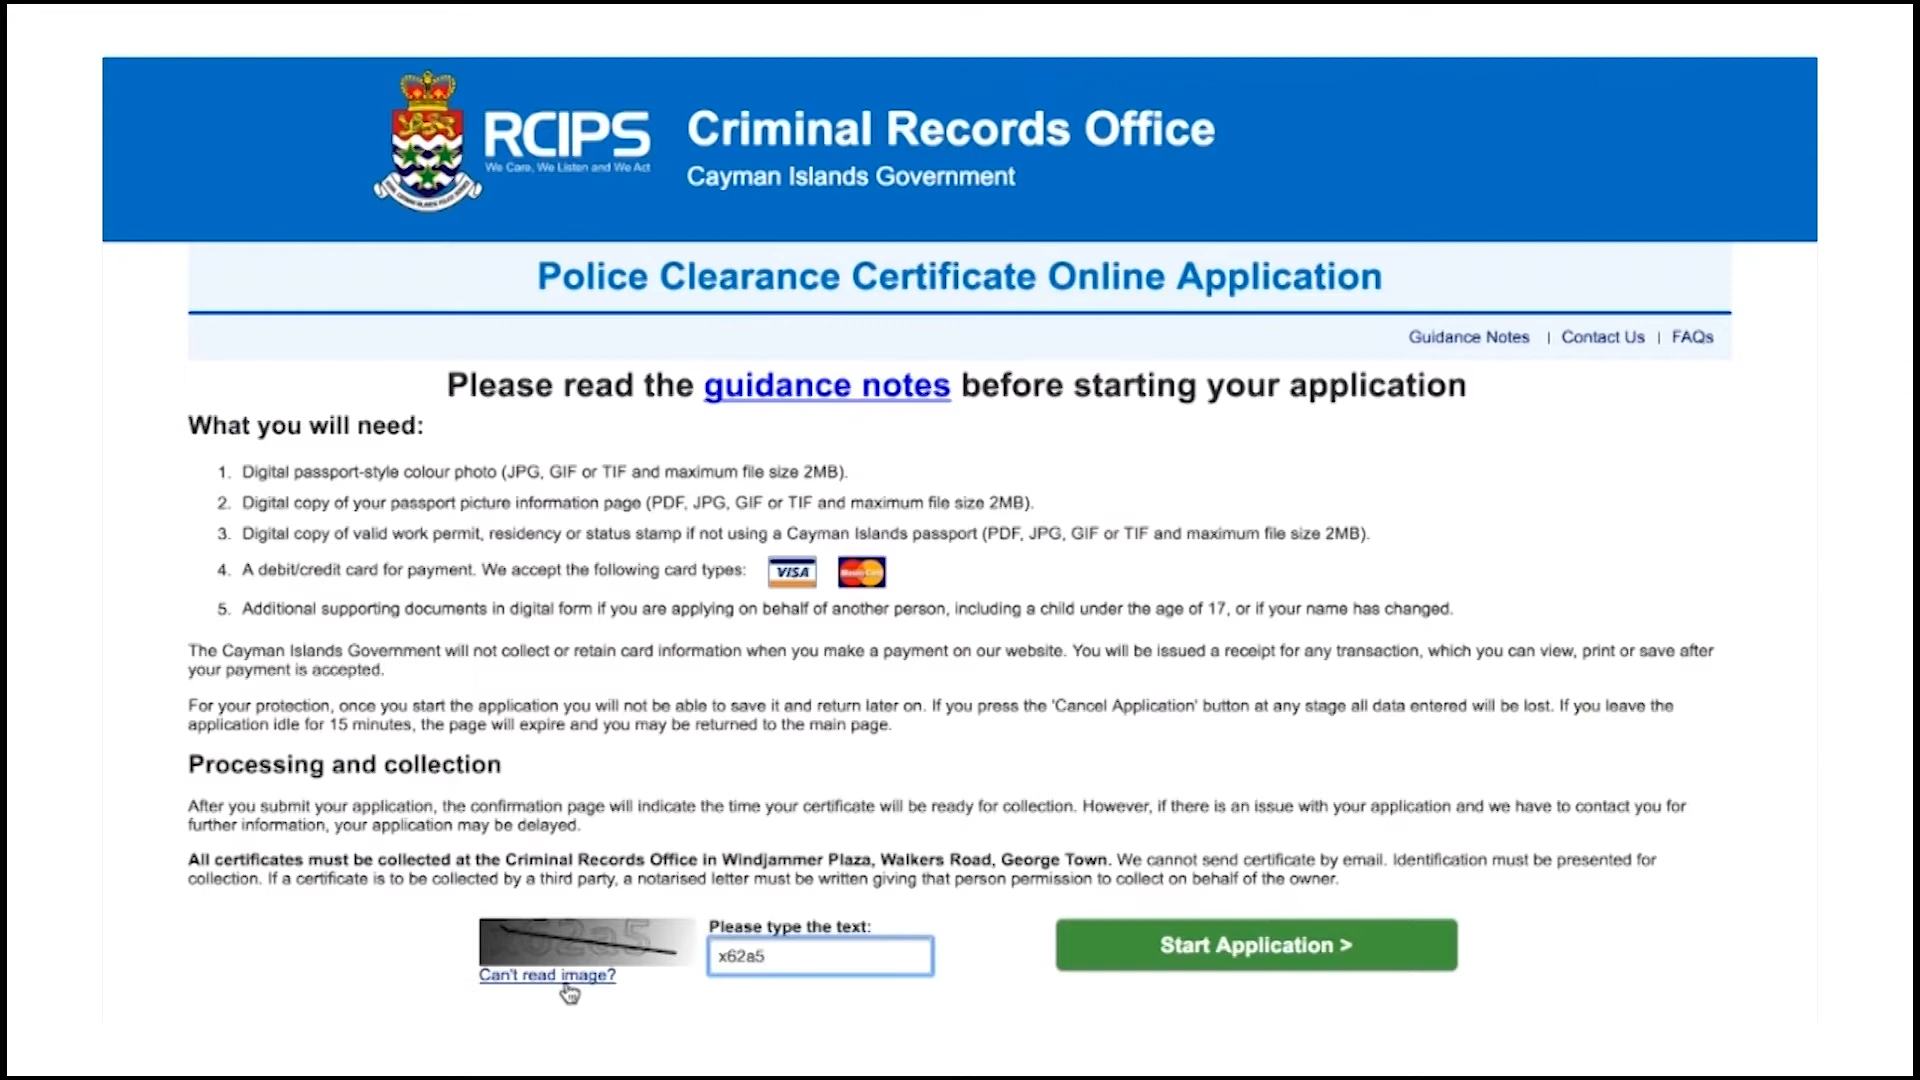 RCIPS
We Care, We Listen and We Act
Criminal Records Office
Cayman Islands Government
Police Clearance Certificate Online Application
Guidance Notes | Contact Us | FAQs
Please read the guidance notes before starting your application
What you will need:
1. Digital passport-style colour photo (JPG, GIF or TIF and maximum file size 2MB).
2. Digital copy of your passport picture information page (PDF, JPG, GIF or TIF and maximum file size 2MB).
3. Digital copy of valid work permit, residency or status stamp if not using a Cayman Islands passport (PDF, JPG, GIF or TIF and maximum file size 2MB).
4. A debit/credit card for payment. We accept the following card types: VISA MasterCard
5. Additional supporting documents in digital form if you are applying on behalf of another person, including a child under the age of 17, or if your name has changed.
The Cayman Islands Government will not collect or retain card information when you make a payment on our website. You will be issued a receipt for any transaction, which you can view, print or save after
your payment is accepted.
For your protection, once you start the application you will not be able to save it and return later on. If you press the 'Cancel Application' button at any stage all data entered will be lost. If you leave the
application idle for 15 minutes, the page will expire and you may be returned to the main page.
Processing and collection
After you submit your application, the confirmation page will indicate the time your certificate will be ready for collection. However, if there is an issue with your application and we have to contact you for
further information, your application may be delayed.
All certificates must be collected at the Criminal Records Office in Windjammer Plaza, Walkers Road, George Town. We cannot send certificate by email. Identification must be presented for
collection. If a certificate is to be collected by a third party, a notarised letter must be written giving that person permission to collect on behalf of the owner.
Please type the text:
x62a5
Can't read image?
Start Application >